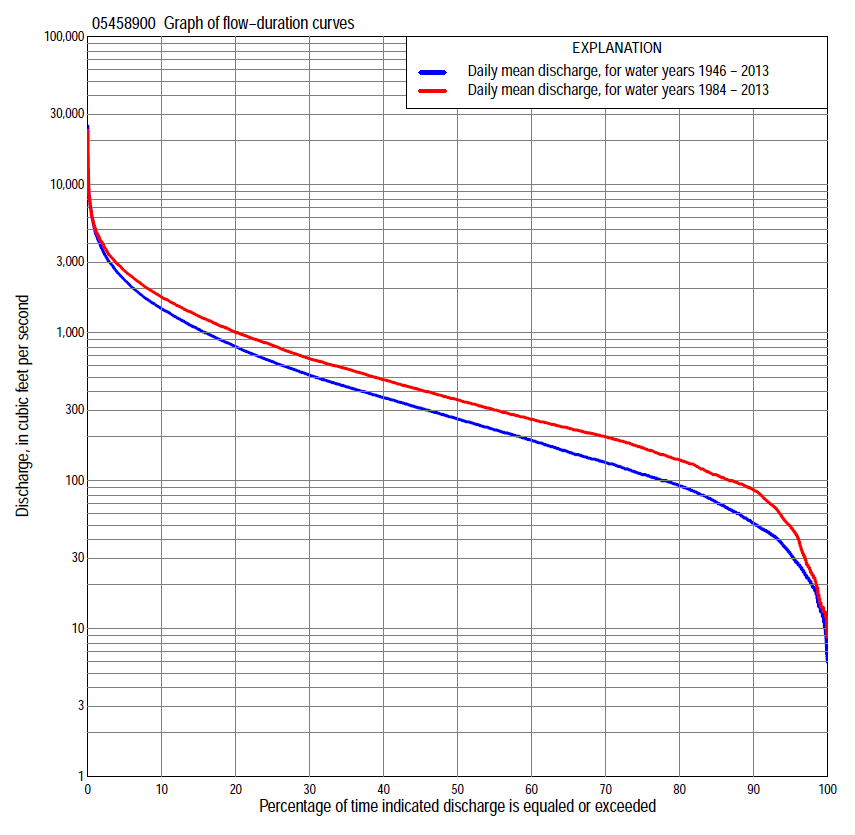 05458900 Graph of flow−duration curves
EXPLANATION
Daily mean discharge, for water years 1946 − 2013
Daily mean discharge, for water years 1984 − 2013
100,000
30,000
10,000
3,000
1,000
300
100
30
10
3
1
Discharge, in cubic feet per second
0 10 20 30 40 50 60 70 80 90 100
Percentage of time indicated discharge is equaled or exceeded